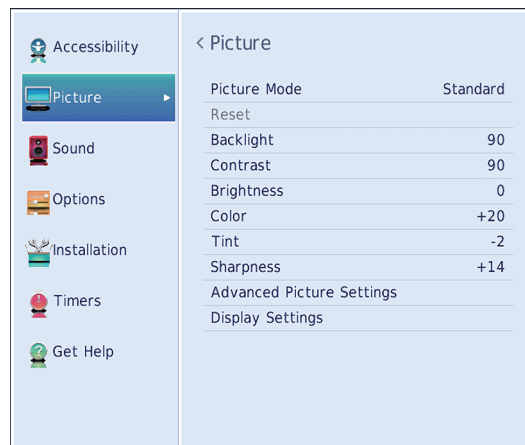 Accessibility
Picture
Sound
Options
Installation
Timers
Get Help
< Picture
Picture Mode Standard
Reset
Backlight 90
Contrast 90
Brightness 0
Color +20
Tint -2
Sharpness +14
Advanced Picture Settings
Display Settings